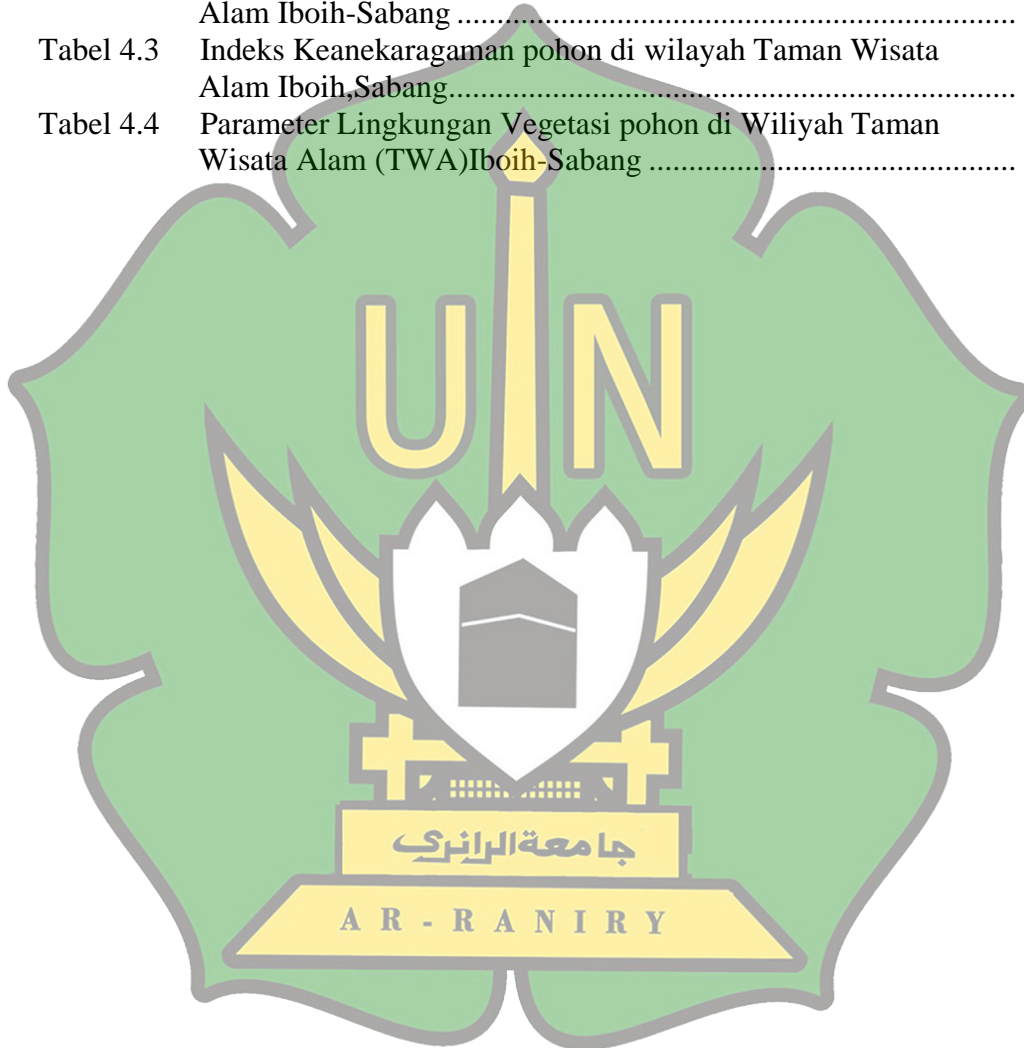 Alam Iboih-Sabang ......................................................................
Tabel 4.3 Indeks Keanekaragaman pohon di wilayah Taman Wisata
Alam Iboih,Sabang.......................................................................
Tabel 4.4 Parameter Lingkungan Vegetasi pohon di Wiliyah Taman
Wisata Alam (TWA)Iboih-Sabang ..............................................
UIN
جامعة الرانري
AR-RANIRY